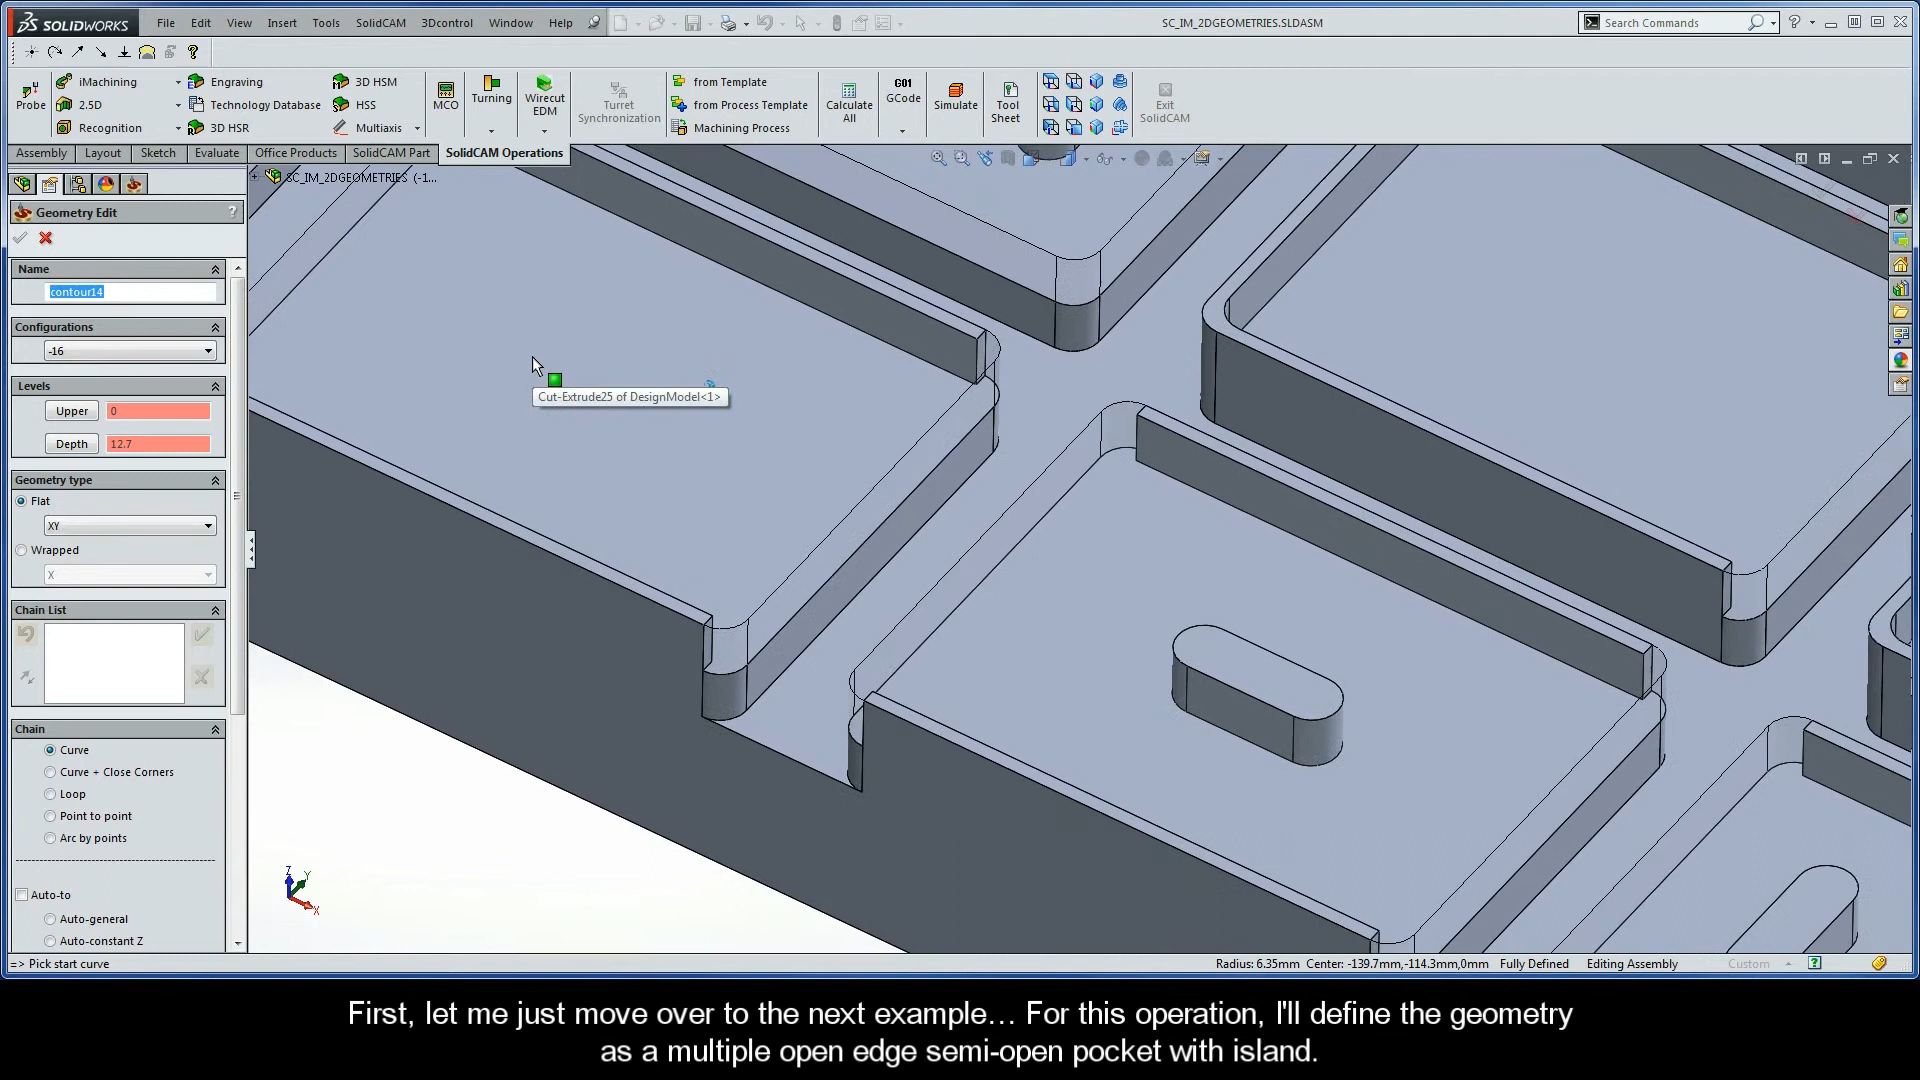 SOLIDWORKS
File Edit View Insert Tools SolidCAM 3Dcontrol Window Help
SC_IM_2DGEOMETRIES.SLDASM
Search Commands
Probe
iMachining
2.5D
Recognition
Engraving
Technology Database
3D HSR
3D HSM
HSS
Multiaxis
MCO
Turning
Wirecut
EDM
Turret
Synchronization
from Template
from Process Template
Machining Process
Calculate
All
G01
GCode
Simulate
Tool
Sheet
Exit
SolidCAM
Assembly Layout Sketch Evaluate Office Products SolidCAM Part SolidCAM Operations
SC_IM_2DGEOMETRIES (-1...
Geometry Edit
?
Name
contour14
Configurations
-16
Levels
Upper 0
Depth 12.7
Geometry type
Flat
XY
Wrapped
X
Chain List
Chain
Curve
Curve + Close Corners
Loop
Point to point
Arc by points
Auto-to
Auto-general
Auto-constant Z
Cut-Extrude25 of DesignModel<1>
Z
Y
X
=> Pick start curve
Radius: 6.35mm Center: -139.7mm,-114.3mm,0mm Fully Defined Editing Assembly Custom
First, let me just move over to the next example... For this operation, I'll define the geometry
as a multiple open edge semi-open pocket with island.